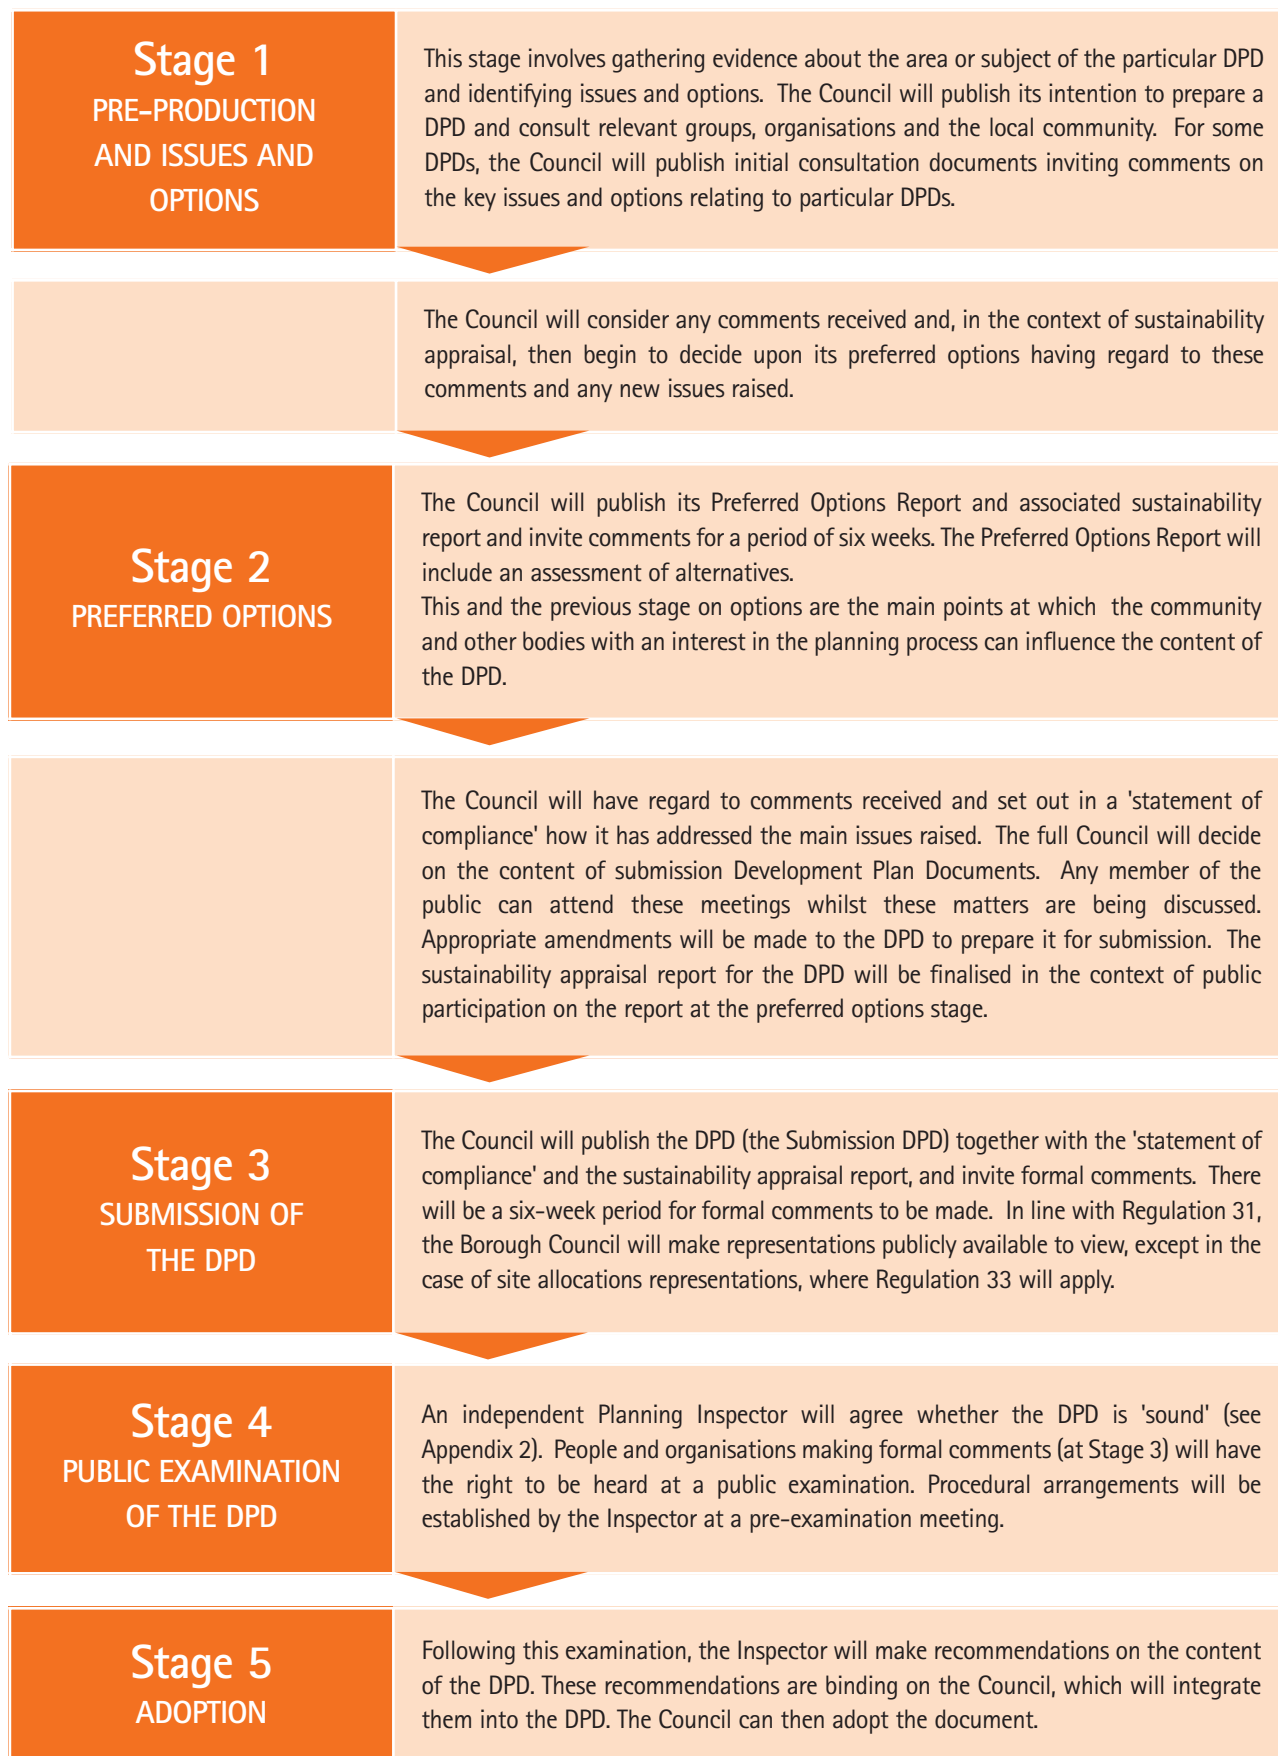 Stage 1
PRE-PRODUCTION
AND ISSUES AND
OPTIONS
This stage involves gathering evidence about the area or subject of the particular DPD
and identifying issues and options. The Council will publish its intention to prepare a
DPD and consult relevant groups, organisations and the local community. For some
DPDs, the Council will publish initial consultation documents inviting comments on
the key issues and options relating to particular DPDs.
The Council will consider any comments received and, in the context of sustainability
appraisal, then begin to decide upon its preferred options having regard to these
comments and any new issues raised.
Stage 2
PREFERRED OPTIONS
The Council will publish its Preferred Options Report and associated sustainability
report and invite comments for a period of six weeks. The Preferred Options Report will
include an assessment of alternatives.
This and the previous stage on options are the main points at which the community
and other bodies with an interest in the planning process can influence the content of
the DPD.
The Council will have regard to comments received and set out in a 'statement of
compliance' how it has addressed the main issues raised. The full Council will decide
on the content of submission Development Plan Documents. Any member of the
public can attend these meetings whilst these matters are being discussed.
Appropriate amendments will be made to the DPD to prepare it for submission. The
sustainability appraisal report for the DPD will be finalised in the context of public
participation on the report at the preferred options stage.
Stage 3
SUBMISSION OF
THE DPD
The Council will publish the DPD (the Submission DPD) together with the 'statement of
compliance' and the sustainability appraisal report, and invite formal comments. There
will be a six-week period for formal comments to be made. In line with Regulation 31,
the Borough Council will make representations publicly available to view, except in the
case of site allocations representations, where Regulation 33 will apply.
Stage 4
PUBLIC EXAMINATION
OF THE DPD
An independent Planning Inspector will agree whether the DPD is 'sound' (see
Appendix 2). People and organisations making formal comments (at Stage 3) will have
the right to be heard at a public examination. Procedural arrangements will be
established by the Inspector at a pre-examination meeting.
Stage 5
ADOPTION
Following this examination, the Inspector will make recommendations on the content
of the DPD. These recommendations are binding on the Council, which will integrate
them into the DPD. The Council can then adopt the document.